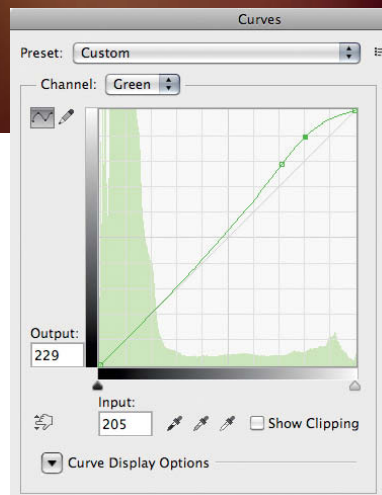 Curves
Preset: Custom
Channel: Green
Output:
229
Input:
205
Show Clipping
Curve Display Options